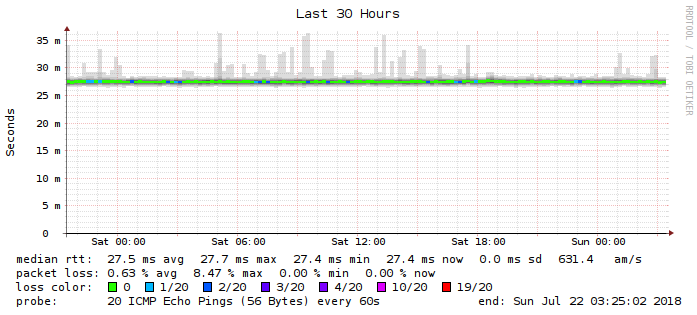 Last 30 Hours
RRDTOOL / TOBI OETIKER
Seconds
35 m
30 m
25 m
20 m
15 m
10 m
5 m
0
Sat 00:00 Sat 06:00 Sat 12:00 Sat 18:00 Sun 00:00
median rtt: 27.5 ms avg 27.7 ms max 27.4 ms min 27.4 ms now 0.0 ms sd 631.4 am/s
packet loss: 0.63 % avg 8.47 % max 0.00 % min 0.00 % now
loss color: 0 1/20 2/20 3/20 4/20 10/20 19/20
probe: 20 ICMP Echo Pings (56 Bytes) every 60s end: Sun Jul 22 03:25:02 2018